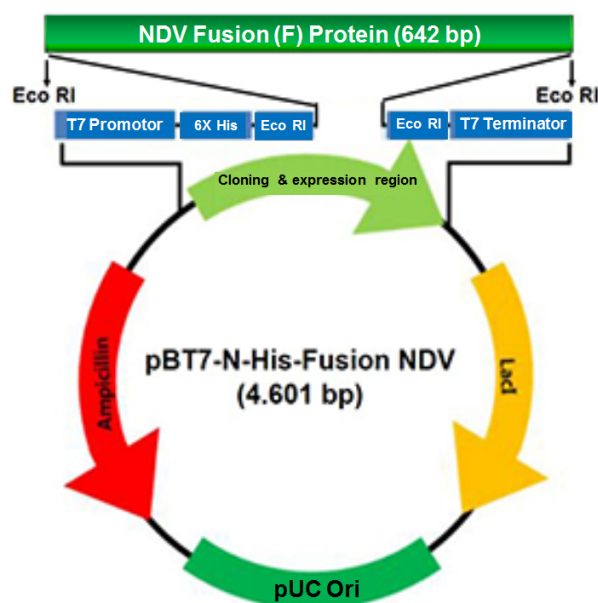 NDV Fusion (F) Protein (642 bp)
Eco RI
Eco RI
T7 Promotor
6X His
Eco RI
Eco RI
T7 Terminator
Cloning & expression region
Ampicillin
pBT7-N-His-Fusion NDV
(4.601 bp)
LacI
pUC Ori